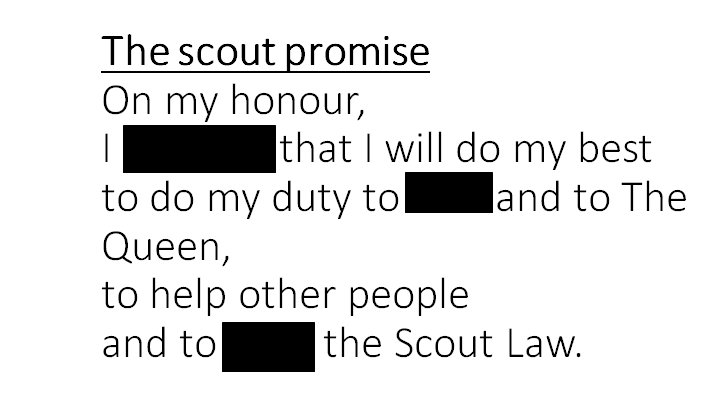 The scout promise
On my honour,
I that I will do my best
to do my duty to and to The
Queen,
to help other people
and to the Scout Law.